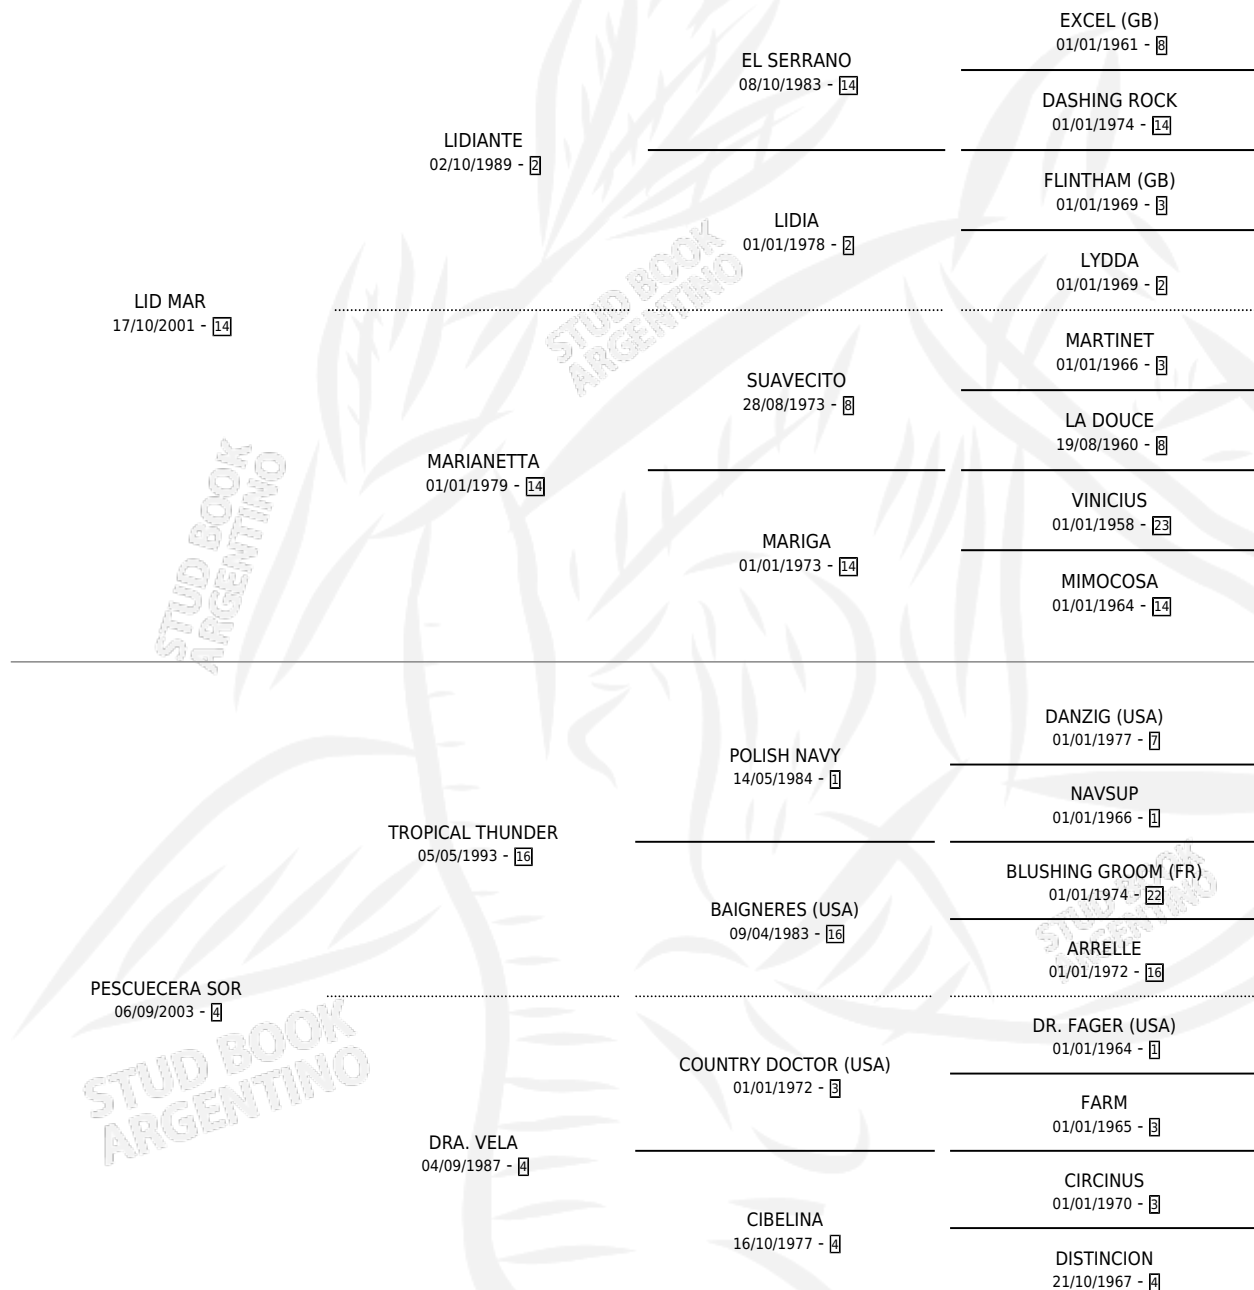 EXCEL (GB)
01/01/1961 - 8
EL SERRANO
08/10/1983 - 14
DASHING ROCK
01/01/1974 - 14
LIDIANTE
02/10/1989 - 2
FLINTHAM (GB)
01/01/1969 - 3
LIDIA
01/01/1978 - 2
LYDDA
01/01/1969 - 2
LID MAR
17/10/2001 - 14
MARTINET
01/01/1966 - 3
SUAVECITO
28/08/1973 - 8
LA DOUCE
19/08/1960 - 8
MARIANETTA
01/01/1979 - 14
VINICIUS
01/01/1958 - 23
MARIGA
01/01/1973 - 14
MIMOCOSA
01/01/1964 - 14
DANZIG (USA)
01/01/1977 - 7
POLISH NAVY
14/05/1984 - 1
NAVSUP
01/01/1966 - 1
TROPICAL THUNDER
05/05/1993 - 16
BLUSHING GROOM (FR)
01/01/1974 - 22
BAIGNERES (USA)
09/04/1983 - 16
ARRELLE
01/01/1972 - 16
PESCUECERA SOR
06/09/2003 - 4
DR. FAGER (USA)
01/01/1964 - 1
COUNTRY DOCTOR (USA)
01/01/1972 - 3
FARM
01/01/1965 - 3
DRA. VELA
04/09/1987 - 4
CIRCINUS
01/01/1970 - 3
CIBELINA
16/10/1977 - 4
DISTINCION
21/10/1967 - 4
STUD BOOK
ARGENTINO
STUD BOOK
ARGENTINO
STUD BOOK
ARGENTINO
STUD BOOK
ARGENTINO